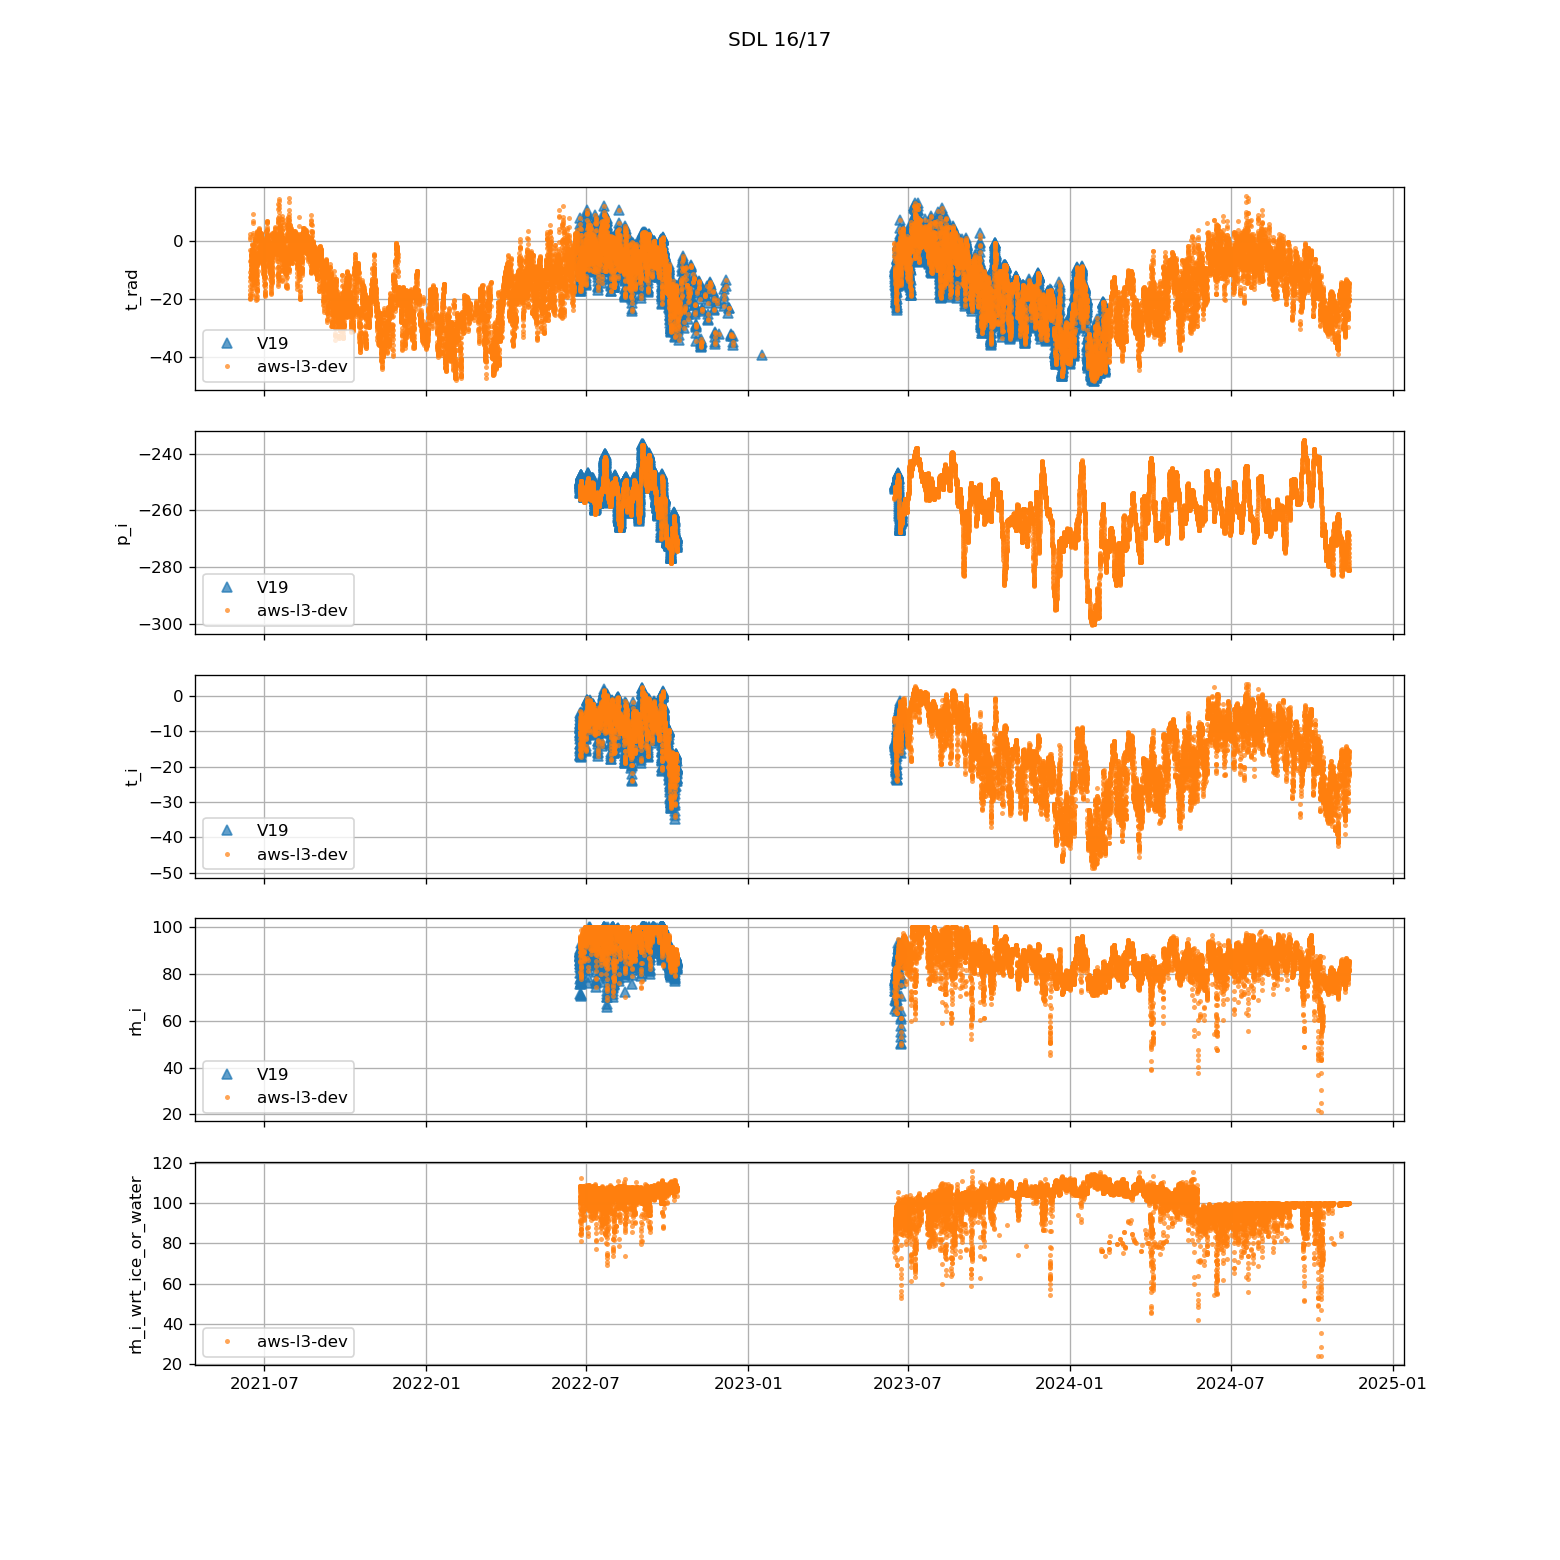 SDL 16/17
0
−20
−40
t_rad
V19
aws-l3-dev
−240
−260
−280
−300
p_i
V19
aws-l3-dev
0
−10
−20
−30
−40
−50
t_i
V19
aws-l3-dev
100
80
60
40
20
rh_i
V19
aws-l3-dev
120
100
80
60
40
20
rh_i_wrt_ice_or_water
aws-l3-dev
2021-07 2022-01 2022-07 2023-01 2023-07 2024-01 2024-07 2025-01